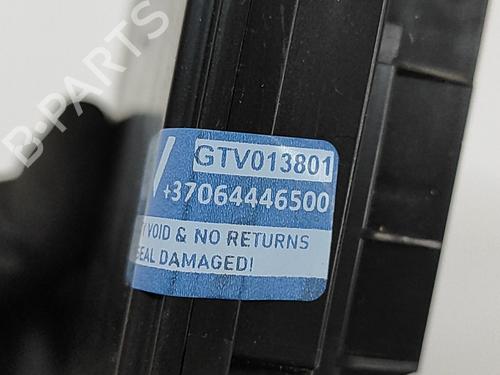 B-PARTS
GTV013801
+37064446500
VOID & NO RETURNS
SEAL DAMAGED!